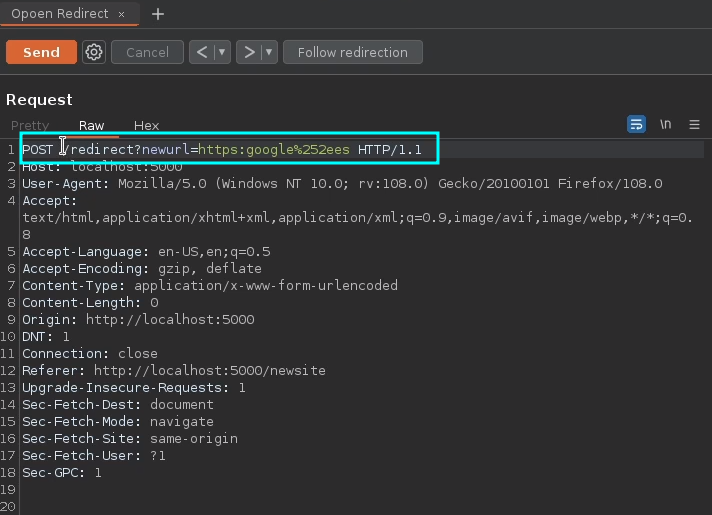 Opoen Redirect × +
Send Cancel < ▼ > ▼ Follow redirection
Request
Pretty Raw Hex \n
1 POST /redirect?newurl=https:google%252ees HTTP/1.1
2 Host: localhost:5000
3 User-Agent: Mozilla/5.0 (Windows NT 10.0; rv:108.0) Gecko/20100101 Firefox/108.0
4 Accept:
text/html,application/xhtml+xml,application/xml;q=0.9,image/avif,image/webp,*/*;q=0.
8
5 Accept-Language: en-US,en;q=0.5
6 Accept-Encoding: gzip, deflate
7 Content-Type: application/x-www-form-urlencoded
8 Content-Length: 0
9 Origin: http://localhost:5000
10 DNT: 1
11 Connection: close
12 Referer: http://localhost:5000/newsite
13 Upgrade-Insecure-Requests: 1
14 Sec-Fetch-Dest: document
15 Sec-Fetch-Mode: navigate
16 Sec-Fetch-Site: same-origin
17 Sec-Fetch-User: ?1
18 Sec-GPC: 1
19
20